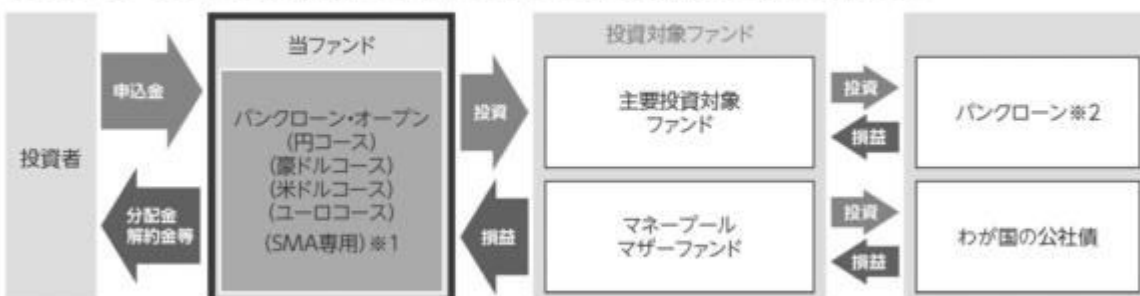 投資者
申込金
分配金
解約金等
当ファンド
バンクローン・オープン
(円コース)
(豪ドルコース)
(米ドルコース)
(ユーロコース)
(SMA専用)※1
投資
損益
投資対象ファンド
主要投資対象
ファンド
マネープール
マザーファンド
投資
損益
投資
損益
バンクローン※2
わが国の公社債